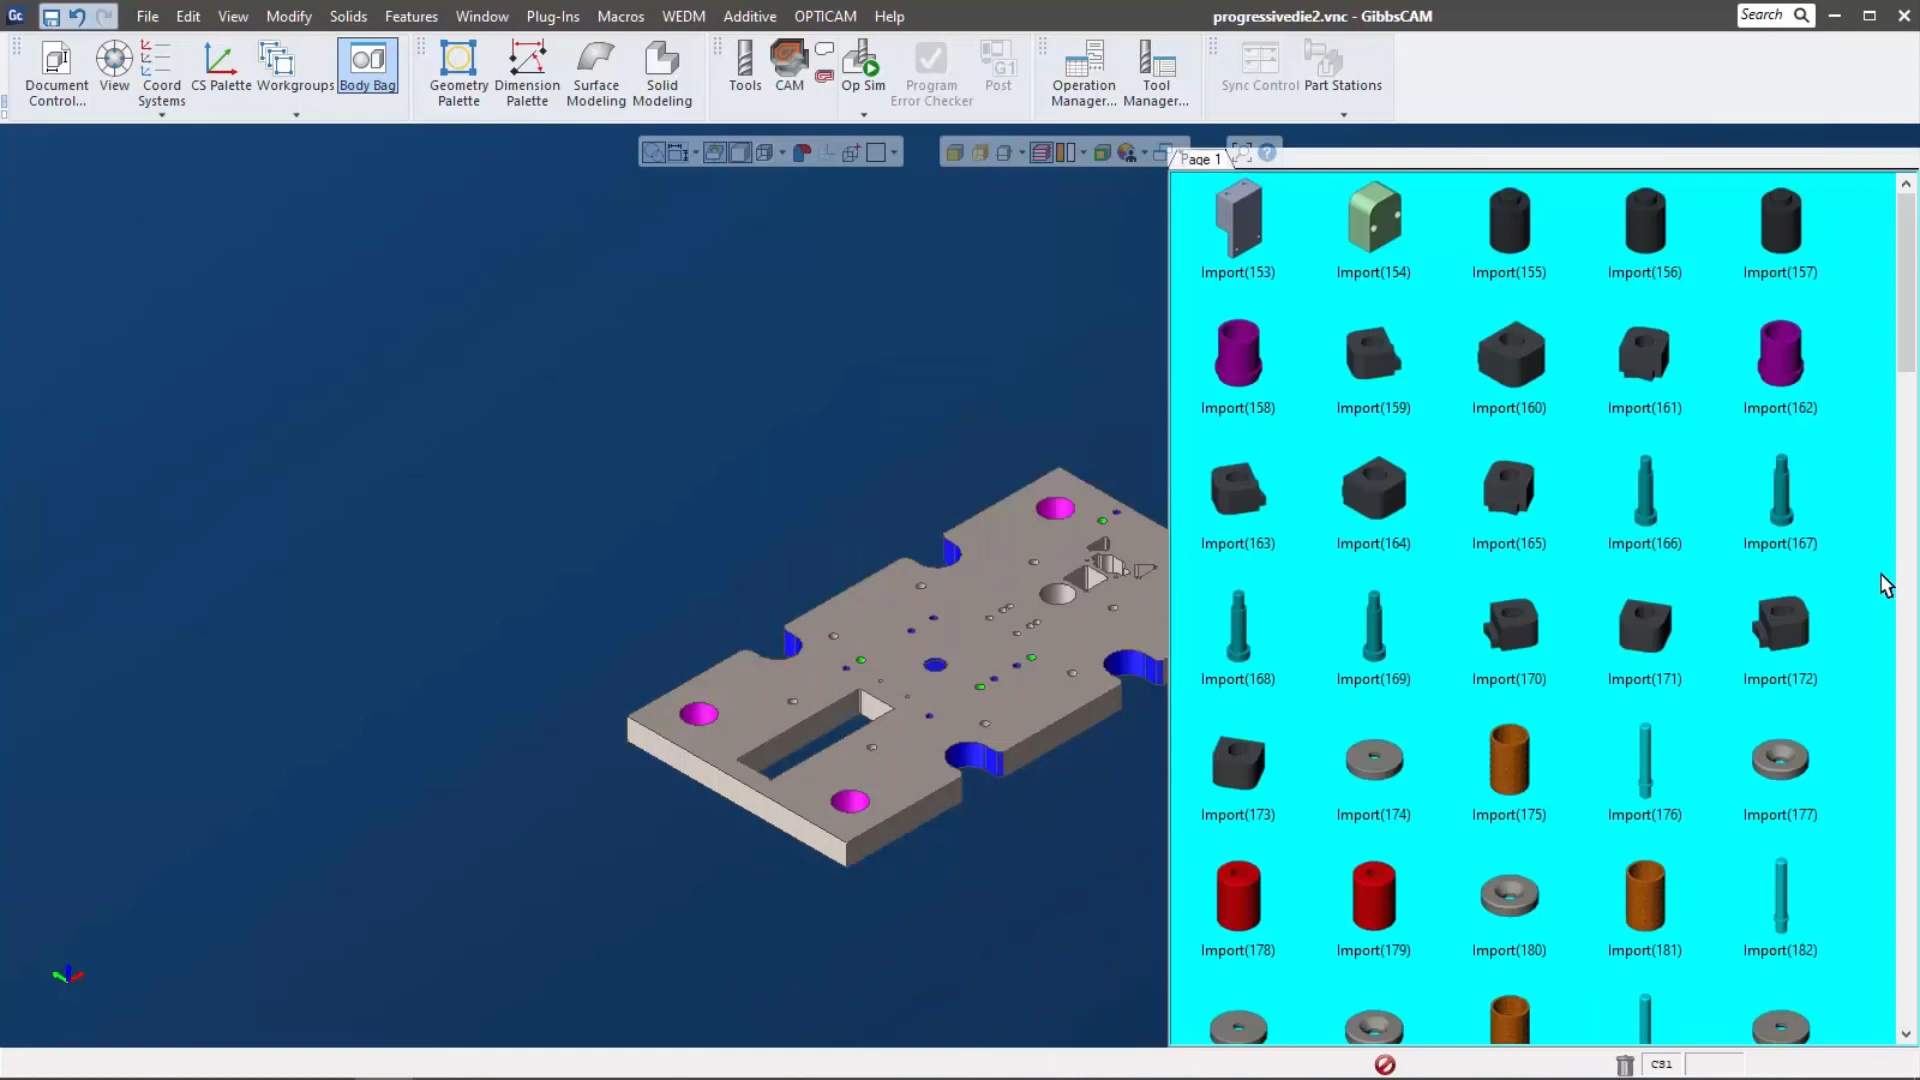 Gc File Edit View Modify Solids Features Window Plug-Ins Macros WEDM Additive OPTICAM Help progressivedie2.vnc - GibbsCAM Search
Document Control... View Coord Systems CS Palette Workgroups Body Bag Geometry Palette Dimension Palette Surface Modeling Solid Modeling Tools CAM Op Sim Program Error Checker G1 Post Operation Manager... Tool Manager... Sync Control Part Stations
Page 1
Import(153) Import(154) Import(155) Import(156) Import(157)
Import(158) Import(159) Import(160) Import(161) Import(162)
Import(163) Import(164) Import(165) Import(166) Import(167)
Import(168) Import(169) Import(170) Import(171) Import(172)
Import(173) Import(174) Import(175) Import(176) Import(177)
Import(178) Import(179) Import(180) Import(181) Import(182)
CS1